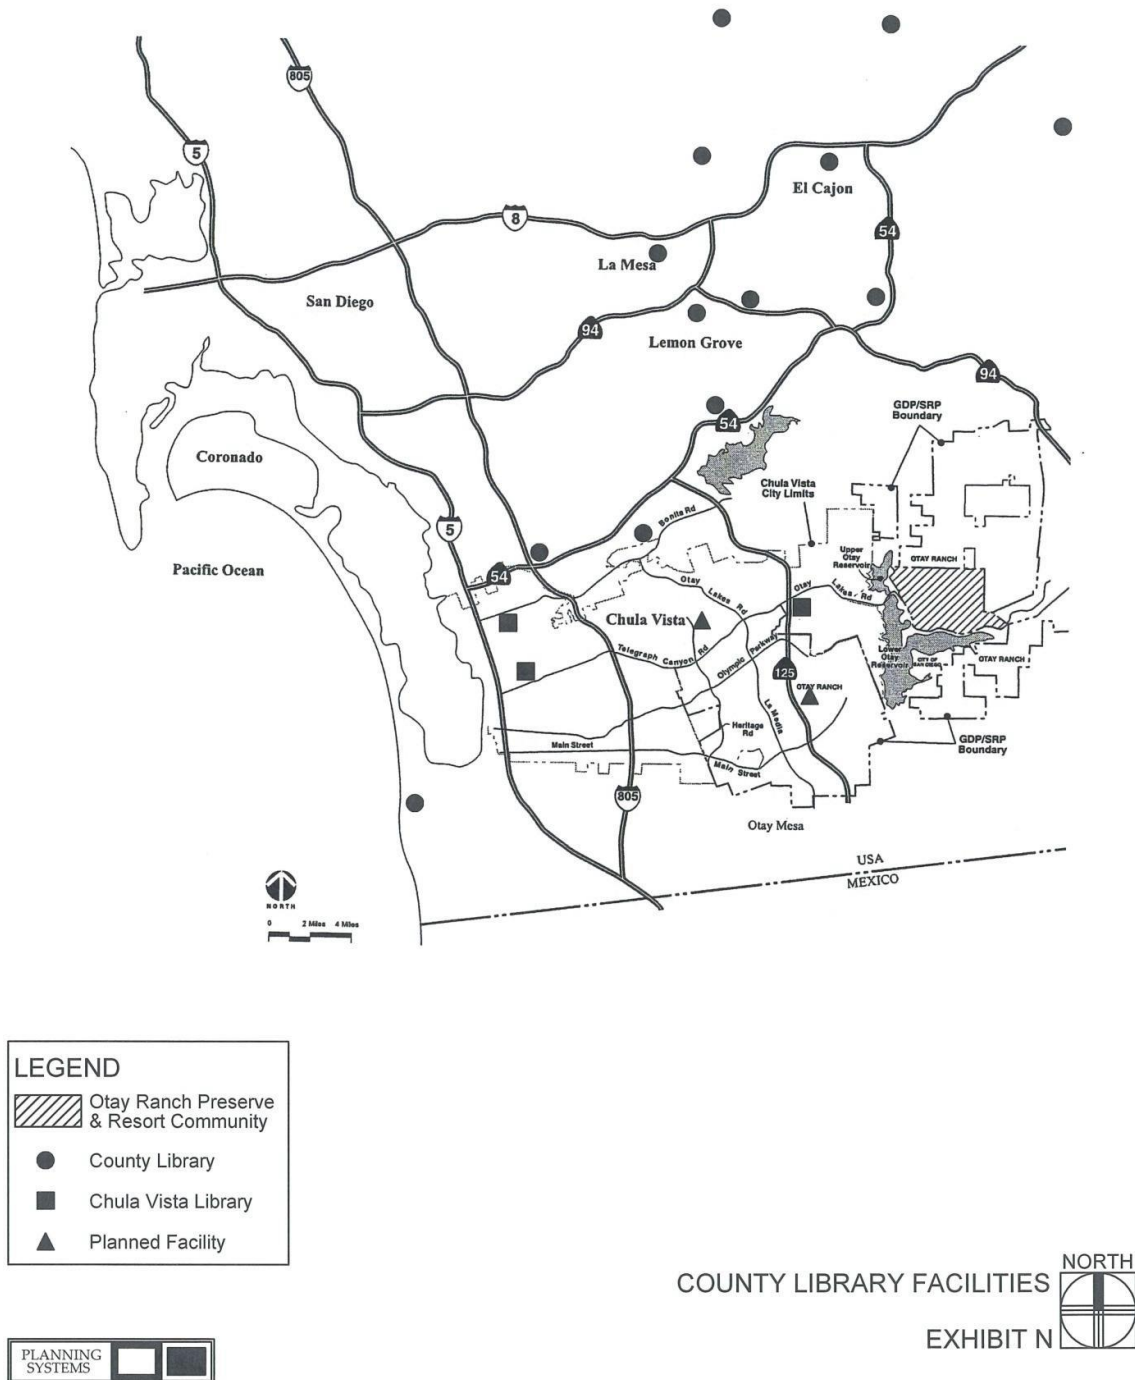 805
5
El Cajon
8
54
La Mesa
San Diego
94
Lemon Grove
94
54
GDP/SRP
Boundary
Coronado
Chula Vista
City Limits
5
Bonita Rd
Pacific Ocean
Upper
Otay
Reservoir
OTAY RANCH
54
Otay
Lakes
Rd
Otay
Lakes Rd
Chula Vista
Telegraph
Canyon
Rd
Olympic
Parkway
Lower
Otay
Reservoir
CITY OF
SAN DIEGO
OTAY RANCH
125
OTAY RANCH
La Media
Heritage
Rd
Main Street
Main
Street
GDP/SRP
Boundary
805
Otay Mesa
USA
MEXICO
NORTH
0 2 Miles 4 Miles
LEGEND
Otay Ranch Preserve
& Resort Community
County Library
Chula Vista Library
Planned Facility
NORTH
COUNTY LIBRARY FACILITIES
EXHIBIT N
PLANNING
SYSTEMS